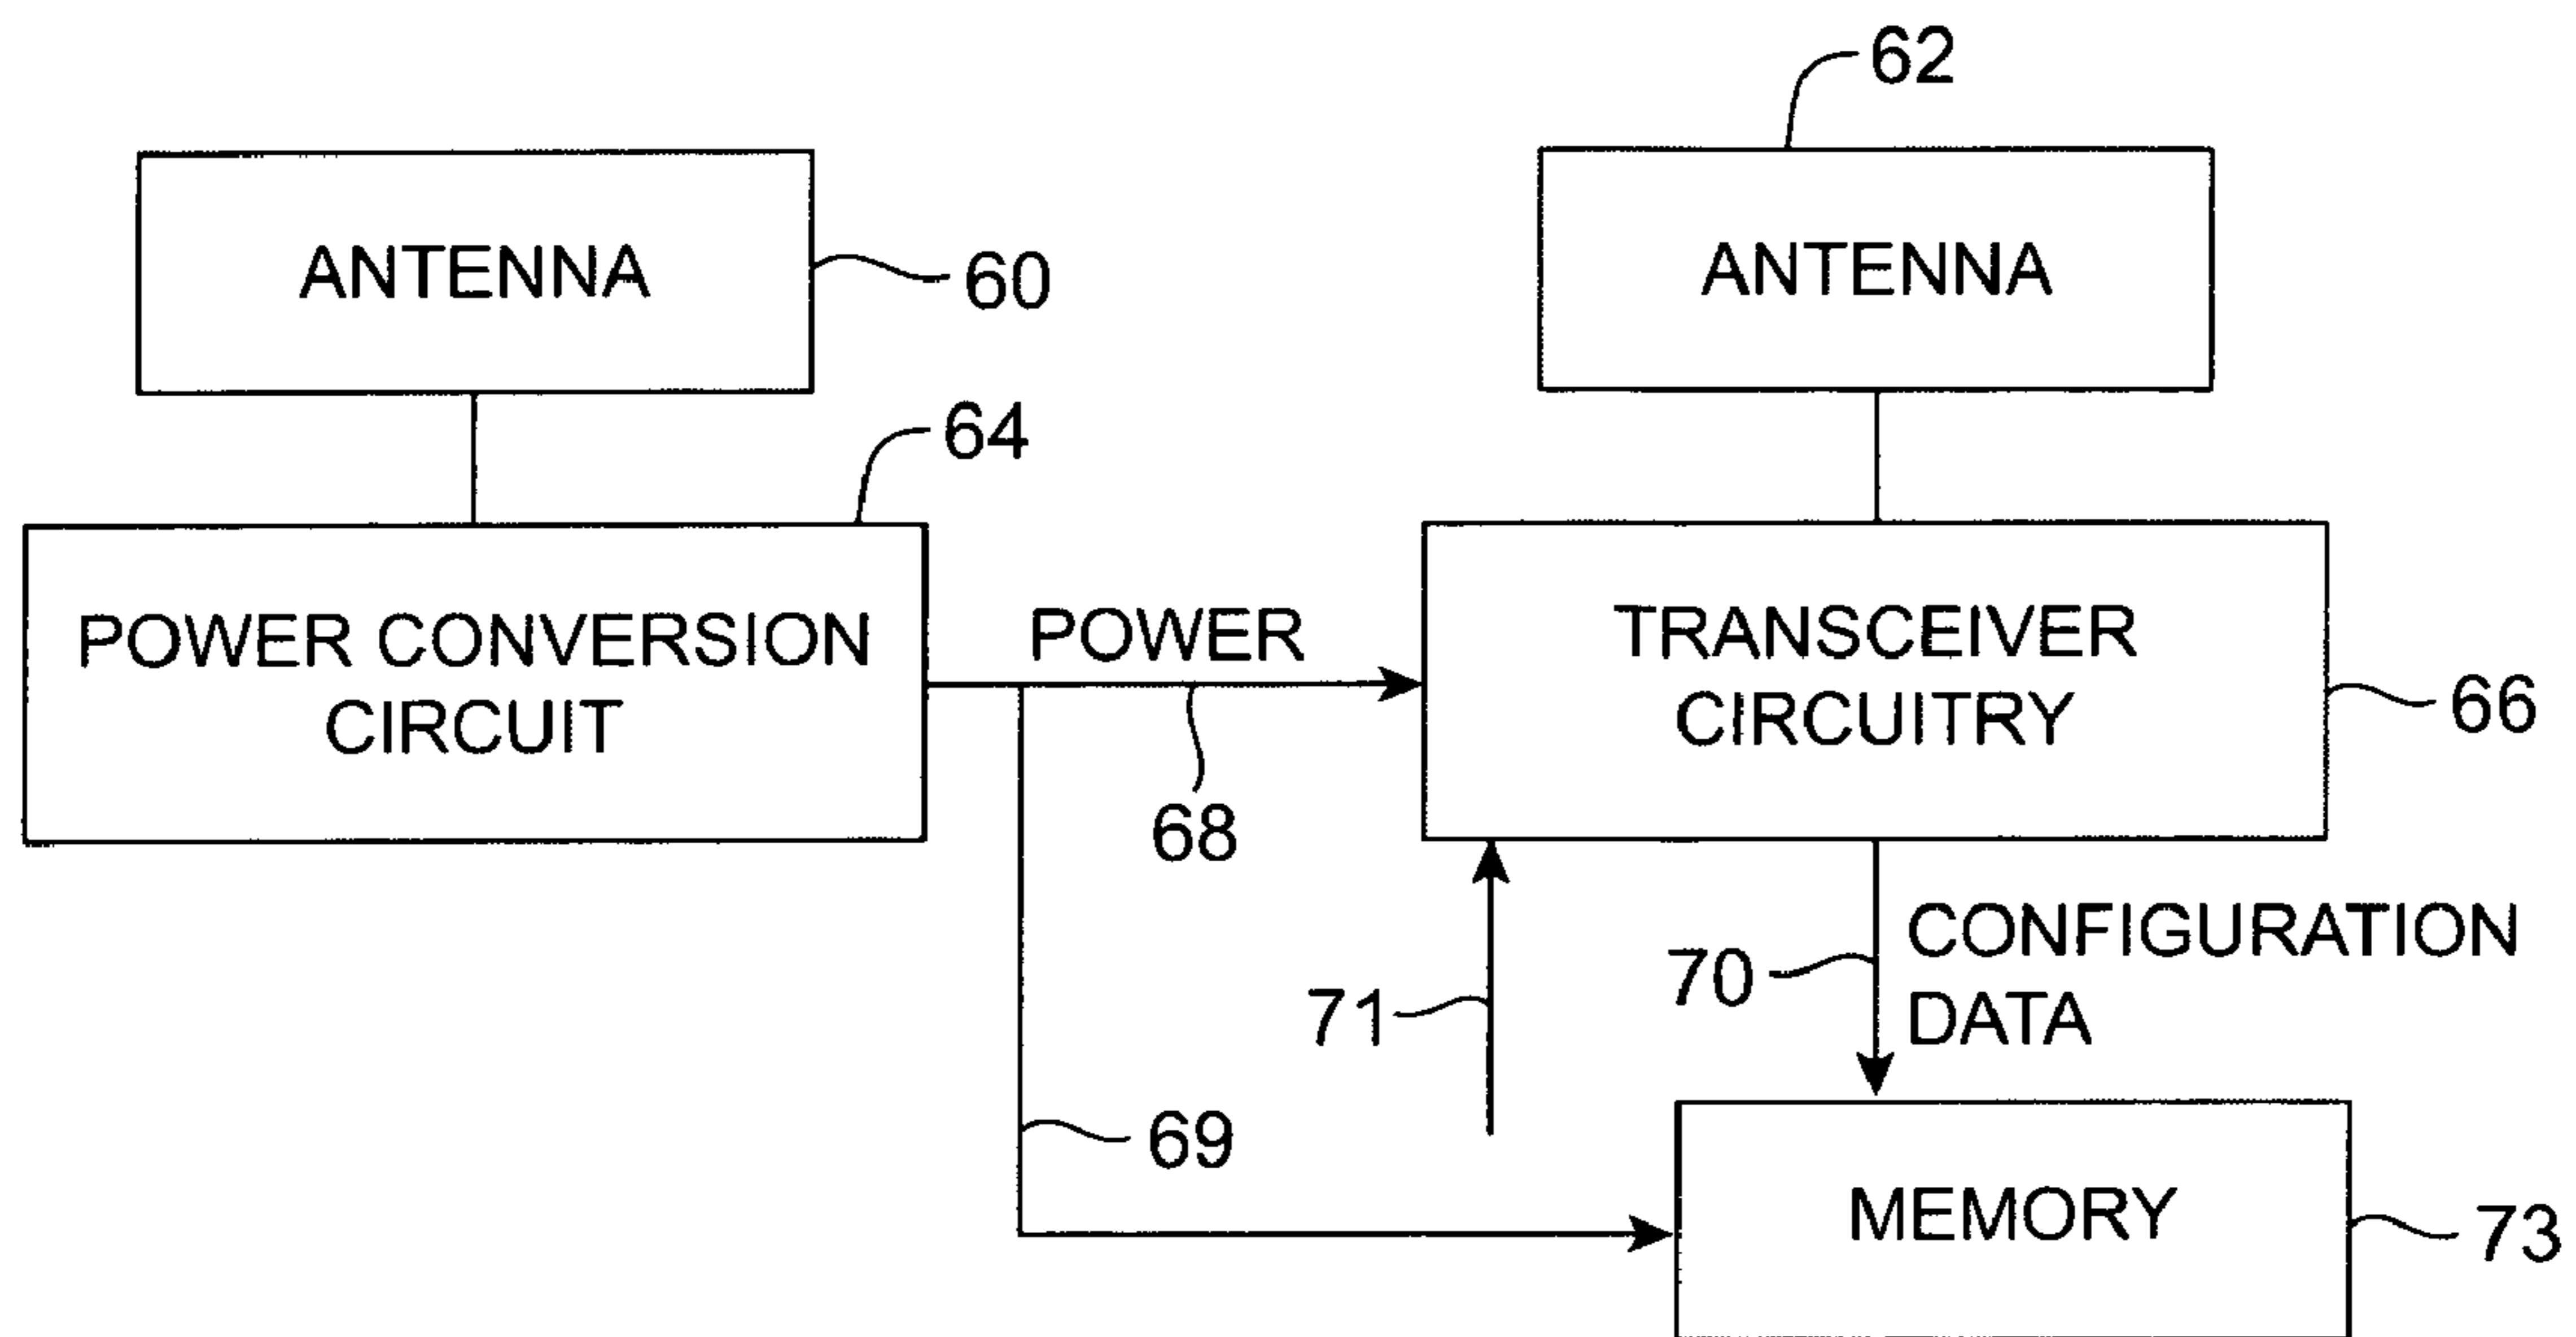 62
ANTENNA
60
ANTENNA
64
POWER CONVERSION
CIRCUIT
POWER
68
TRANSCEIVER
CIRCUITRY
66
71
70
CONFIGURATION
DATA
69
MEMORY
73